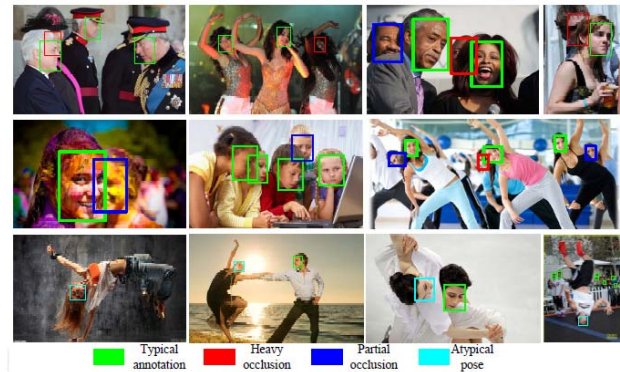 Typical annotation
Heavy occlusion
Partial occlusion
Atypical pose